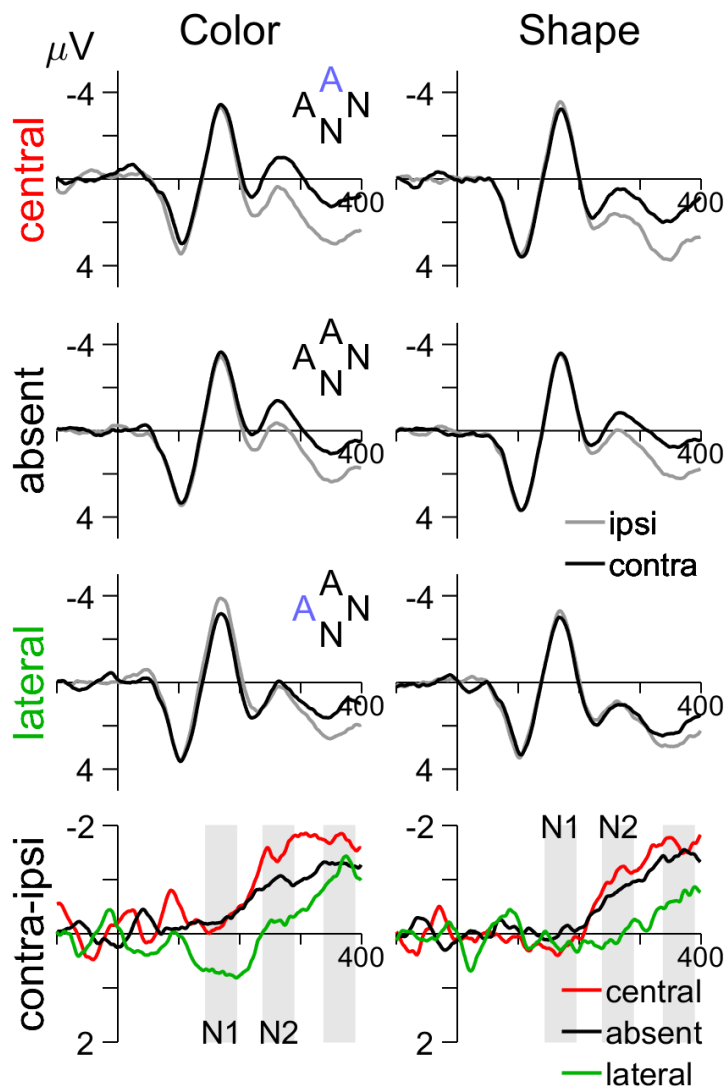 Color Shape
μV
central
-4
4
400
A
A N
N
-4
4
400
absent
-4
4
400
A
A N
N
-4
4
400
ipsi
contra
lateral
-4
4
400
A
A N
N
-4
4
400
contra-ipsi
-2
2
400
N1 N2
-2
2
400
N1 N2
central
absent
lateral